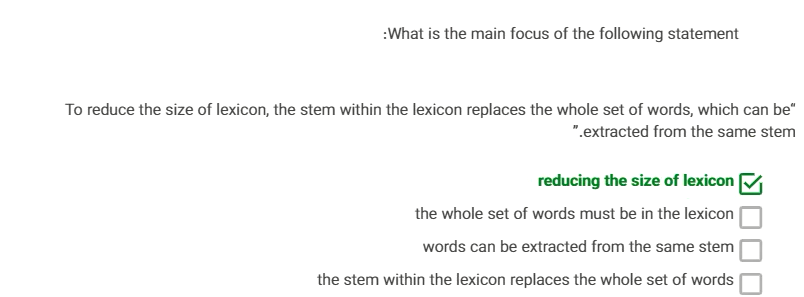 :What is the main focus of the following statement
To reduce the size of lexicon, the stem within the lexicon replaces the whole set of words, which can be“
”.extracted from the same stem
reducing the size of lexicon
the whole set of words must be in the lexicon
words can be extracted from the same stem
the stem within the lexicon replaces the whole set of words